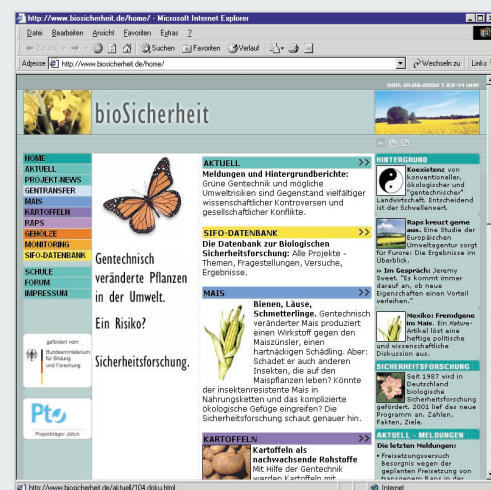 http://www.biosicherheit.de/home/ - Microsoft Internet Explorer
Datei Bearbeiten Ansicht Favoriten Extras ?
Zurück Suchen Favoriten Verlauf
Adresse http://www.biosicherheit.de/home/ Wechseln zu Links
bioSicherheit
HOME
AKTUELL
PROJEKT-NEWS
GENTRANSFER
MAIS
KARTOFFELN
RAPS
GEHÖLZE
MONITORING
SIFO-DATENBANK
SCHULE
FORUM
IMPRESSUM
gefördert vom
Bundesministerium
für Bildung
und Forschung
Ptj
Projektträger Jülich
Gentechnisch
veränderte Pflanzen
in der Umwelt.
Ein Risiko?
Sicherheitsforschung.
AKTUELL >>
Meldungen und Hintergrundberichte:
Grüne Gentechnik und mögliche
Umweltrisiken sind Gegenstand vielfältiger
wissenschaftlicher Kontroversen und
gesellschaftlicher Konflikte.
SIFO-DATENBANK >>
Die Datenbank zur Biologischen
Sicherheitsforschung: Alle Projekte -
Themen, Fragestellungen, Versuche,
Ergebnisse.
MAIS >>
Bienen, Läuse,
Schmetterlinge. Gentechnisch
veränderter Mais produziert
einen Wirkstoff gegen den
Maiszünsler, einen
hartnäckigen Schädling. Aber:
Schadet er auch anderen
Insekten, die auf den
Maispflanzen leben? Könnte
der insektenresistente Mais in
Nahrungsketten und das komplizierte
ökologische Gefüge eingreifen? Die
Sicherheitsforschung schaut genauer hin.
KARTOFFELN >>
Kartoffeln als
nachwachsende Rohstoffe
Mit Hilfe der Gentechnik
werden Kartoffeln mit
HINTERGRUND
Koexistenz von
konventioneller,
ökologischer und
"gentechnischer"
Landwirtschaft. Entscheidend
ist der Schwellenwert.
Raps kreuzt gerne
aus. Eine Studie der
Europäischen
Umweltagentur sorgt
für Furore: Die Ergebnisse im
Überblick.
» Im Gespräch: Jeremy
Sweet. "Es kommt immer
darauf an, ob neue
Eigenschaften einen Vorteil
verleihen."
Mexiko: Fremdgene
im Mais. Ein Nature-
Artikel löst eine
heftige politische
und wissenschaftliche
Diskussion aus.
SICHERHEITSFORSCHUNG
Seit 1987 wird in
Deutschland
biologische
Sicherheitsforschung
gefördert. 2001 lief das neue
Programm an. Zahlen,
Fakten, Ziele.
AKTUELL - MELDUNGEN
Die letzten Meldungen:
• Freisetzungsversuch
Besorgnis wegen der
geplanten Freisetzung von
transgenem Raps in der
http://www.biosicherheit.de/aktuell/104.doku.html Internet